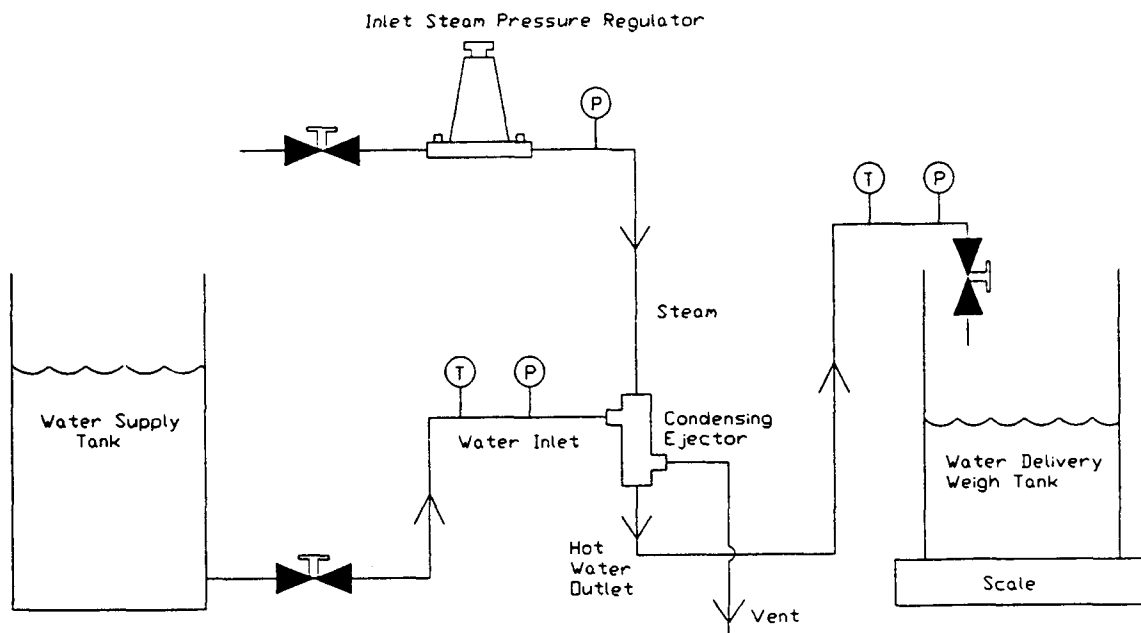 Inlet Steam Pressure Regulator
P
T
P
Steam
T
P
Water Supply
Tank
Water Inlet
Condensing
Ejector
Water Delivery
Weigh Tank
Hot
Water
Outlet
Scale
Vent